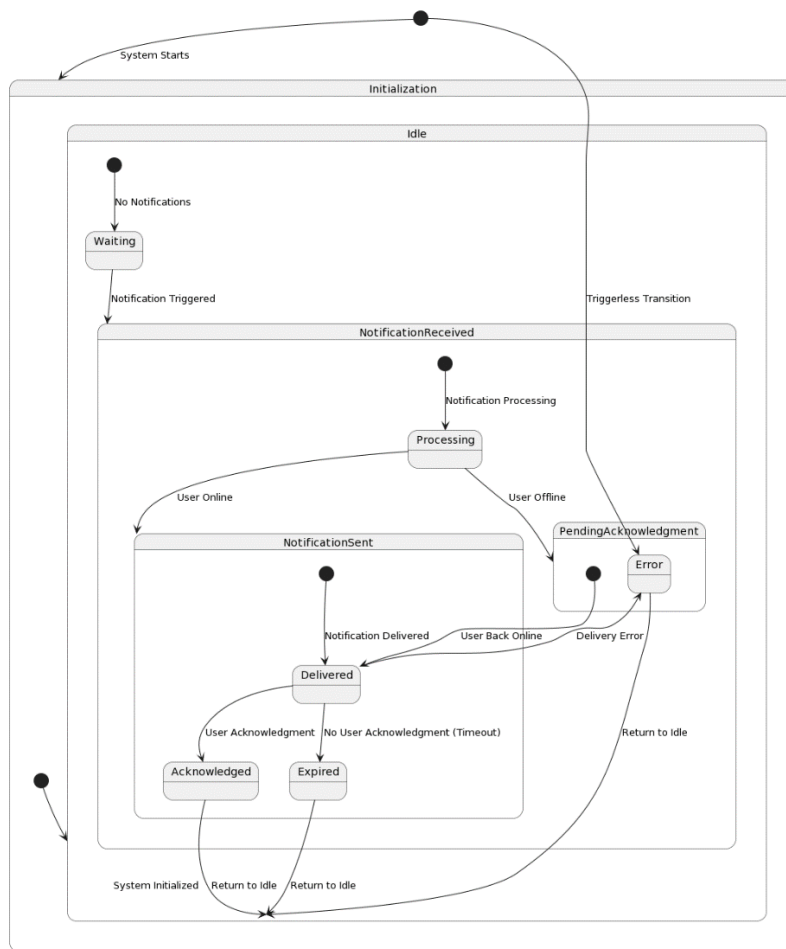 System Starts
Initialization
Idle
No Notifications
Waiting
Notification Triggered
Triggerless Transition
NotificationReceived
Notification Processing
Processing
User Online
User Offline
PendingAcknowledgment
NotificationSent
Error
Notification Delivered
User Back Online
Delivery Error
Delivered
User Acknowledgment
No User Acknowledgment (Timeout)
Return to Idle
Acknowledged
Expired
System Initialized
Return to Idle
Return to Idle